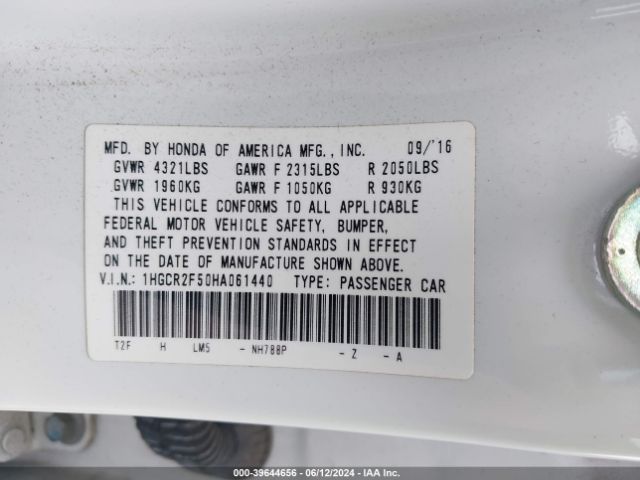 MFD. BY HONDA OF AMERICA MFG., INC. 09/'16
GVWR 4321LBS GAWR F 2315LBS R 2050LBS
GVWR 1960KG GAWR F 1050KG R 930KG
THIS VEHICLE CONFORMS TO ALL APPLICABLE
FEDERAL MOTOR VEHICLE SAFETY, BUMPER,
AND THEFT PREVENTION STANDARDS IN EFFECT
ON THE DATE OF MANUFACTURE SHOWN ABOVE.
V.I.N.: 1HGCR2F50HA061440 TYPE: PASSENGER CAR
T2F H LM5 - NH788P - Z - A
000-39644656 - 06/12/2024 - IAA Inc.